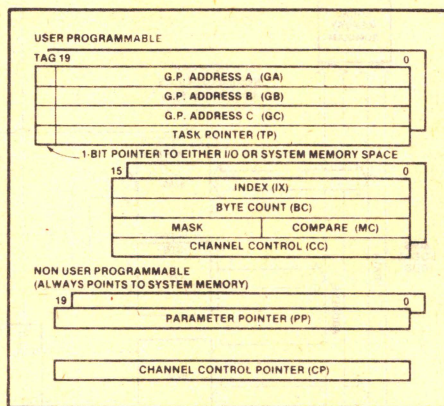 USER PROGRAMMABLE
TAG 19 0
G.P. ADDRESS A (GA)
G.P. ADDRESS B (GB)
G.P. ADDRESS C (GC)
TASK POINTER (TP)
1-BIT POINTER TO EITHER I/O OR SYSTEM MEMORY SPACE
15 0
INDEX (IX)
BYTE COUNT (BC)
MASK COMPARE (MC)
CHANNEL CONTROL (CC)
NON USER PROGRAMMABLE
(ALWAYS POINTS TO SYSTEM MEMORY)
19 0
PARAMETER POINTER (PP)
CHANNEL CONTROL POINTER (CP)